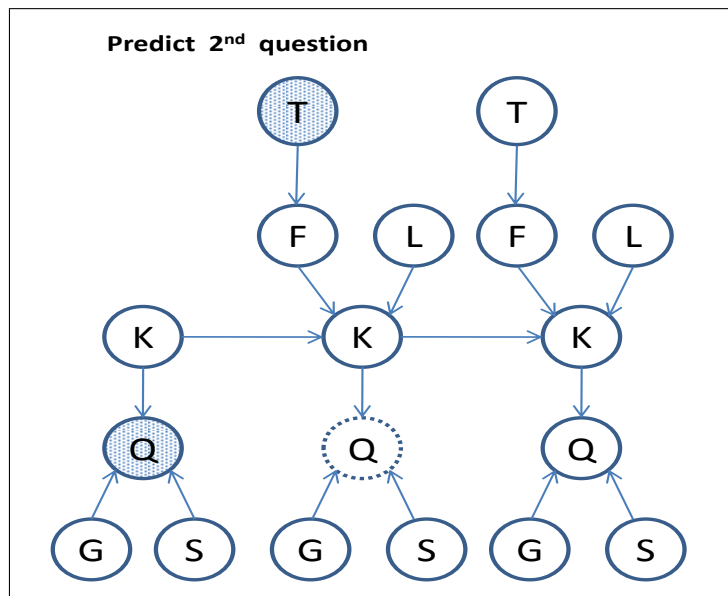 Predict 2nd question
T T
F L F L
K K K
Q Q Q
G S G S G S